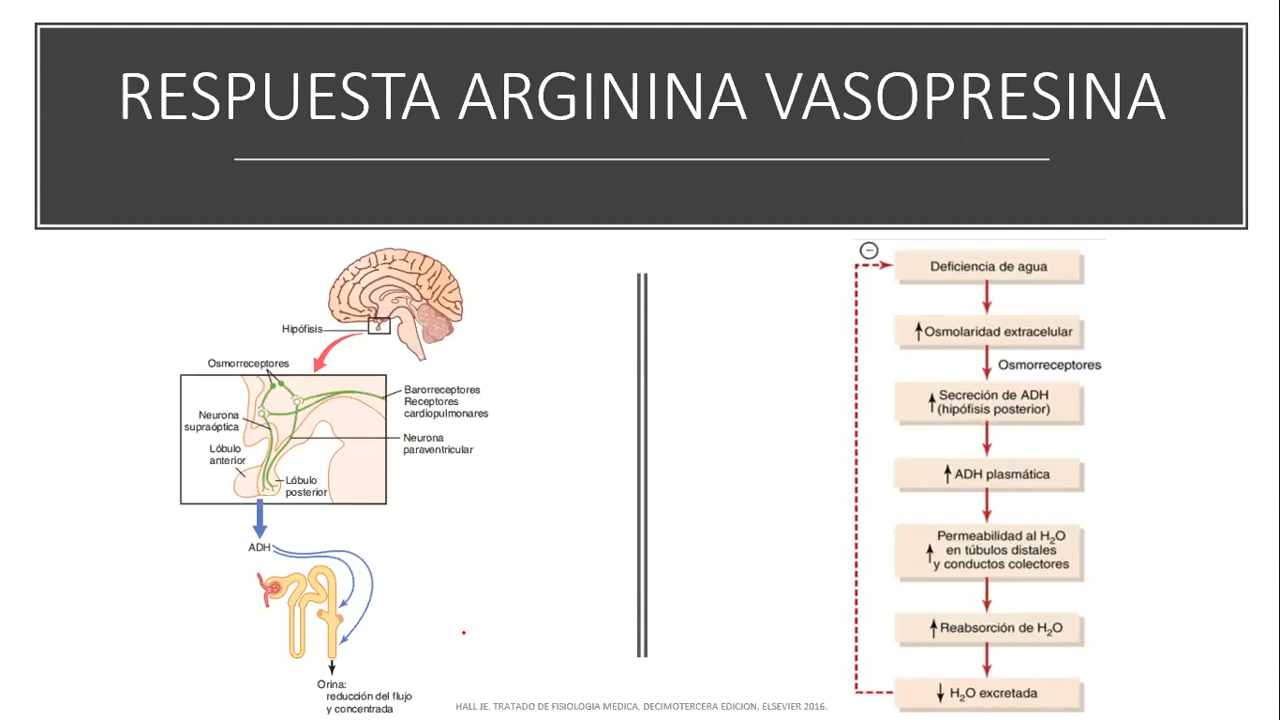 RESPUESTA ARGININA VASOPRESINA
Hipófisis
Osmorreceptores
Barorreceptores
Receptores
cardiopulmonares
Neurona
supraóptica
Neurona
paraventricular
Lóbulo
anterior
Lóbulo
posterior
ADH
Orina:
reducción del flujo
y concentrada
Deficiencia de agua
↑ Osmolaridad extracelular
Osmorreceptores
↑ Secreción de ADH
(hipófisis posterior)
↑ ADH plasmática
Permeabilidad al H₂O
↑ en túbulos distales
y conductos colectores
↑ Reabsorción de H₂O
↓ H₂O excretada
HALL JE. TRATADO DE FISIOLOGIA MEDICA. DECIMOTERCERA EDICION. ELSEVIER 2016.